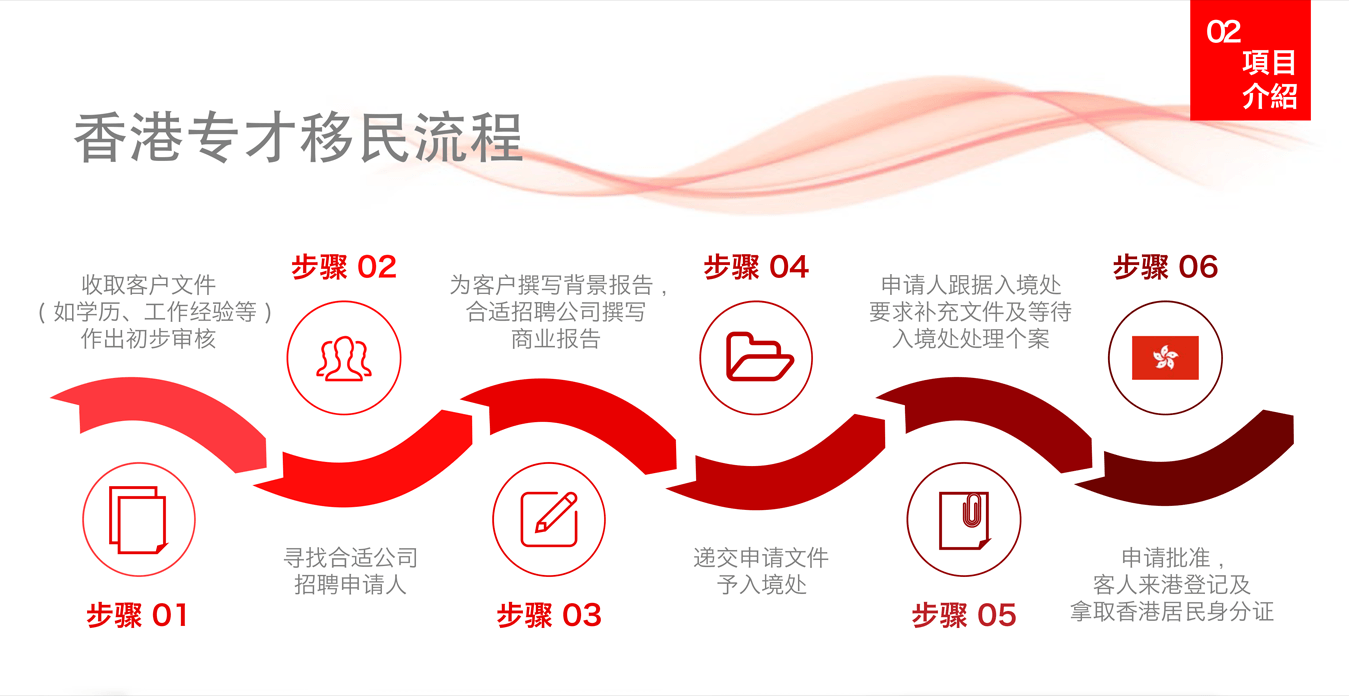 02
項目
介紹
香港专才移民流程
收取客户文件
（如学历、工作经验等）
作出初步审核
步骤 01
步骤 02
寻找合适公司
招聘申请人
为客户撰写背景报告，
合适招聘公司撰写
商业报告
步骤 03
步骤 04
递交申请文件
予入境处
申请人跟据入境处
要求补充文件及等待
入境处处理个案
步骤 05
步骤 06
申请批准，
客人来港登记及
拿取香港居民身分证